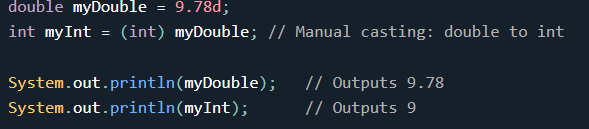 double myDouble = 9.78d;
int myInt = (int) myDouble; // Manual casting: double to int
System.out.println(myDouble);   // Outputs 9.78
System.out.println(myInt);      // Outputs 9